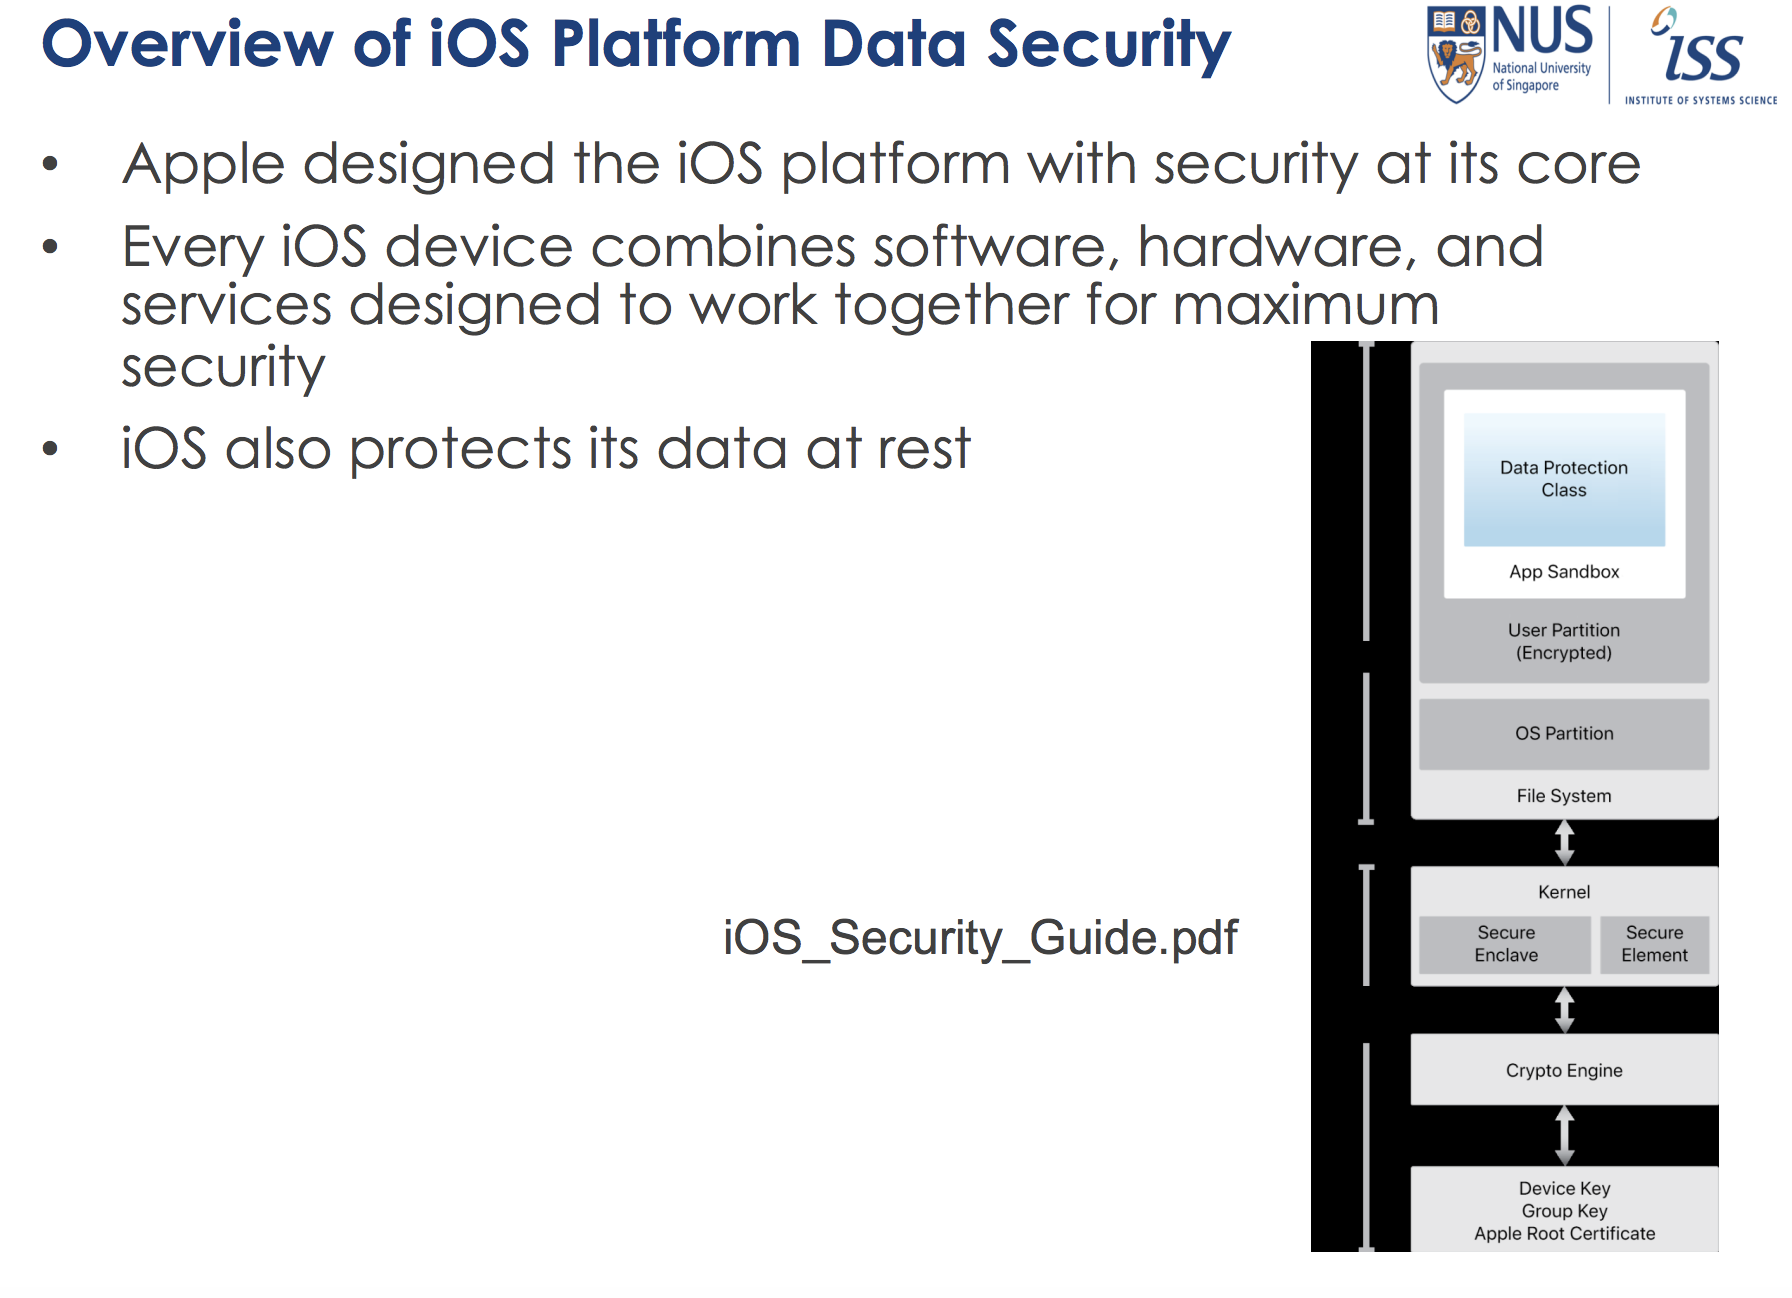 Overview of iOS Platform Data Security
NUS
National University
of Singapore
iss
INSTITUTE OF SYSTEMS SCIENCE
• Apple designed the iOS platform with security at its core
• Every iOS device combines software, hardware, and
services designed to work together for maximum
security
• iOS also protects its data at rest
iOS_Security_Guide.pdf
Data Protection
Class
App Sandbox
User Partition
(Encrypted)
OS Partition
File System
Kernel
Secure
Enclave
Secure
Element
Crypto Engine
Device Key
Group Key
Apple Root Certificate